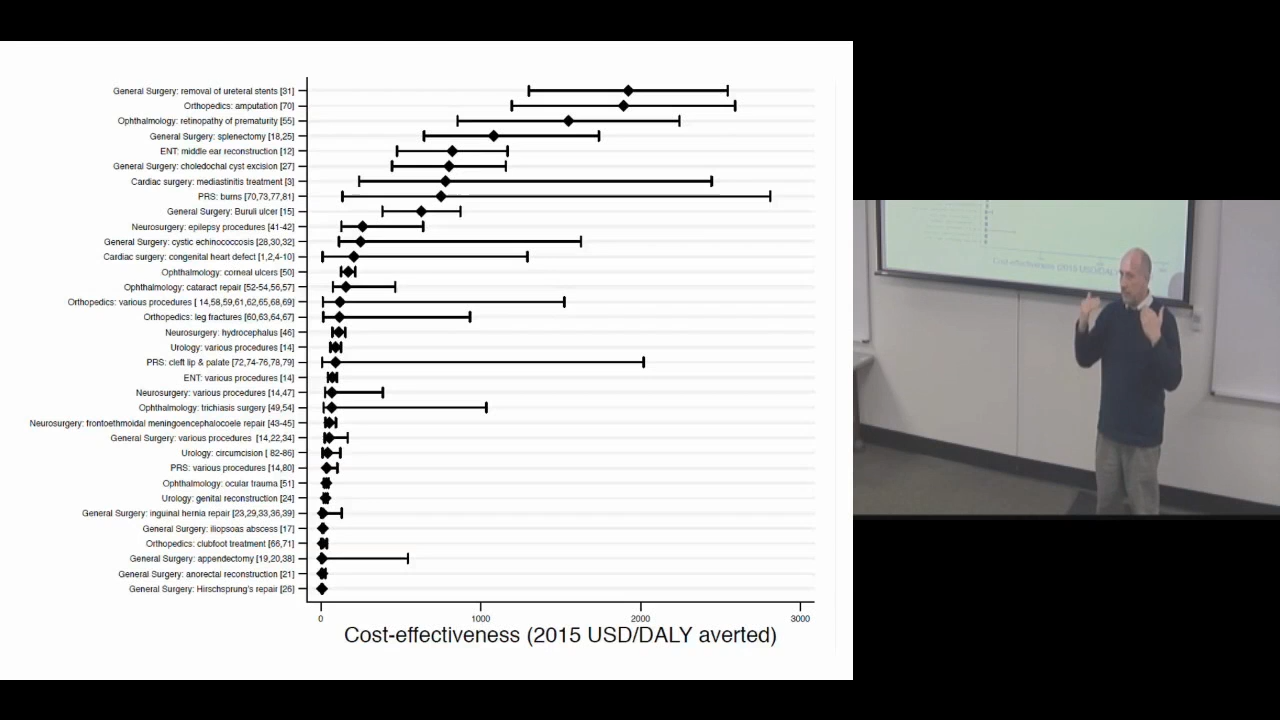 General Surgery: removal of ureteral stents [31]
Orthopedics: amputation [70]
Ophthalmology: retinopathy of prematurity [55]
General Surgery: splenectomy [18,25]
ENT: middle ear reconstruction [12]
General Surgery: choledochal cyst excision [27]
Cardiac surgery: mediastinitis treatment [3]
PRS: burns [70,73,77,81]
General Surgery: Buruli ulcer [15]
Neurosurgery: epilepsy procedures [41-42]
General Surgery: cystic echinococcosis [28,30,32]
Cardiac surgery: congenital heart defect [1,2,4-10]
Ophthalmology: corneal ulcers [50]
Ophthalmology: cataract repair [52-54,56,57]
Orthopedics: various procedures [ 14,58,59,61,62,65,68,69]
Orthopedics: leg fractures [60,63,64,67]
Neurosurgery: hydrocephalus [46]
Urology: various procedures [14]
PRS: cleft lip & palate [72,74-76,78,79]
ENT: various procedures [14]
Neurosurgery: various procedures [14,47]
Ophthalmology: trichiasis surgery [49,54]
Neurosurgery: frontoethmoidal meningoencephalocoele repair [43-45]
General Surgery: various procedures [14,22,34]
Urology: circumcision [ 82-86]
PRS: various procedures [14,80]
Ophthalmology: ocular trauma [51]
Urology: genital reconstruction [24]
General Surgery: inguinal hernia repair [23,29,33,36,39]
General Surgery: iliopsoas abscess [17]
Orthopedics: clubfoot treatment [66,71]
General Surgery: appendectomy [19,20,38]
General Surgery: anorectal reconstruction [21]
General Surgery: Hirschsprung's repair [26]
0 1000 2000 3000
Cost-effectiveness (2015 USD/DALY averted)
Cost-effectiveness (2015 USD/DALY